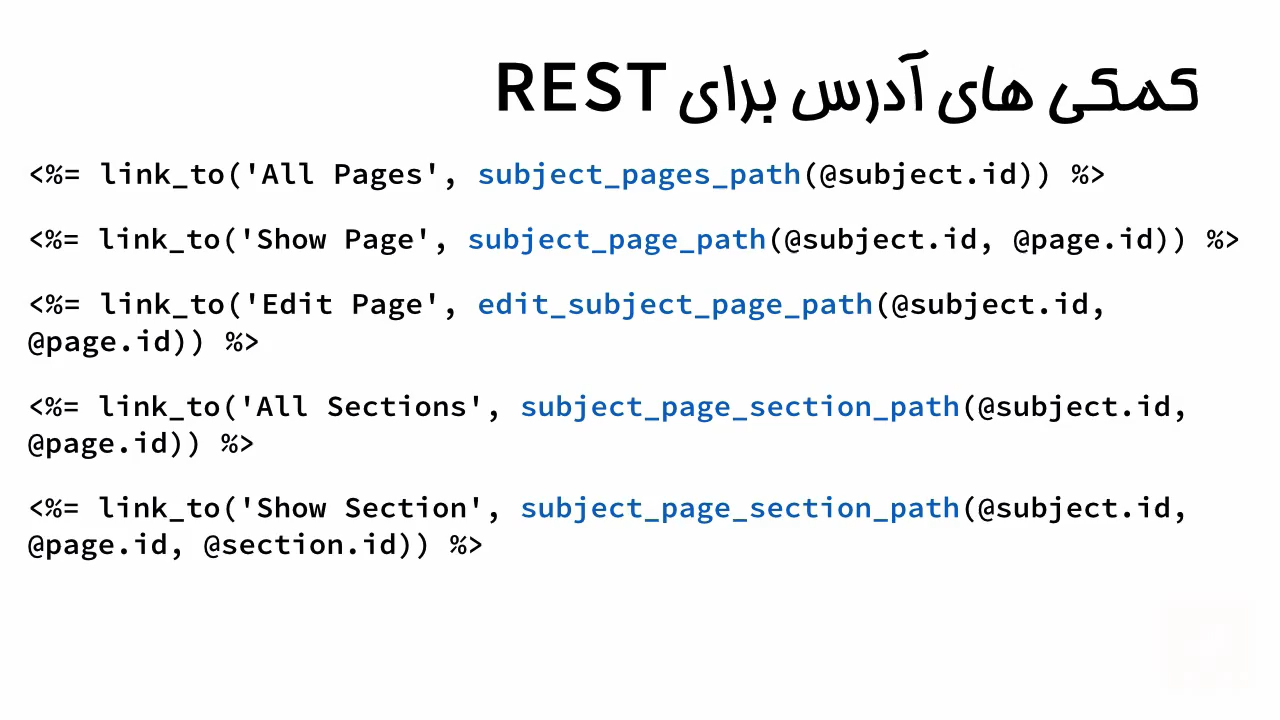 کمکی های آدرس برای REST
<%= link_to('All Pages', subject_pages_path(@subject.id)) %>
<%= link_to('Show Page', subject_page_path(@subject.id, @page.id)) %>
<%= link_to('Edit Page', edit_subject_page_path(@subject.id,
@page.id)) %>
<%= link_to('All Sections', subject_page_section_path(@subject.id,
@page.id)) %>
<%= link_to('Show Section', subject_page_section_path(@subject.id,
@page.id, @section.id)) %>